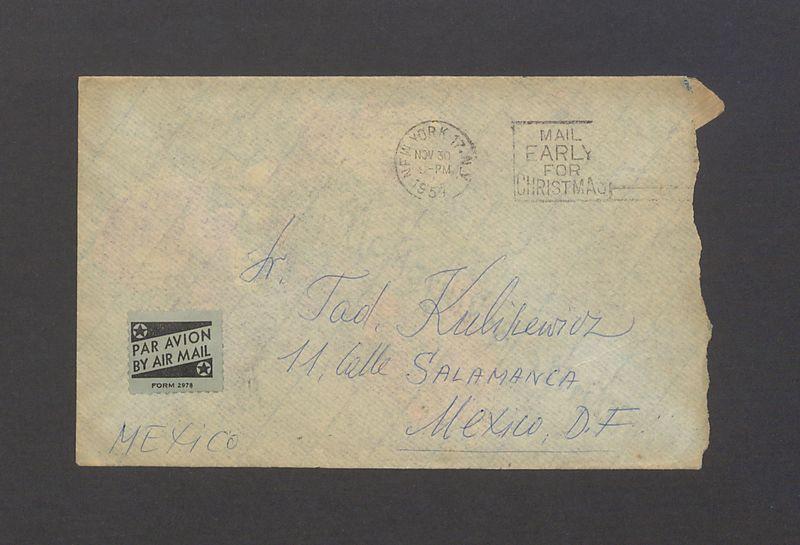 NEW YORK 17, N.Y.
NOV 30
-PM
195
MAIL
EARLY
FOR
CHRISTMAS
Sr.
Tad. Kulisiewicz
11, Calle SALAMANCA
Mexico, D.F.
PAR AVION
BY AIR MAIL
FORM 2978
MEXICO